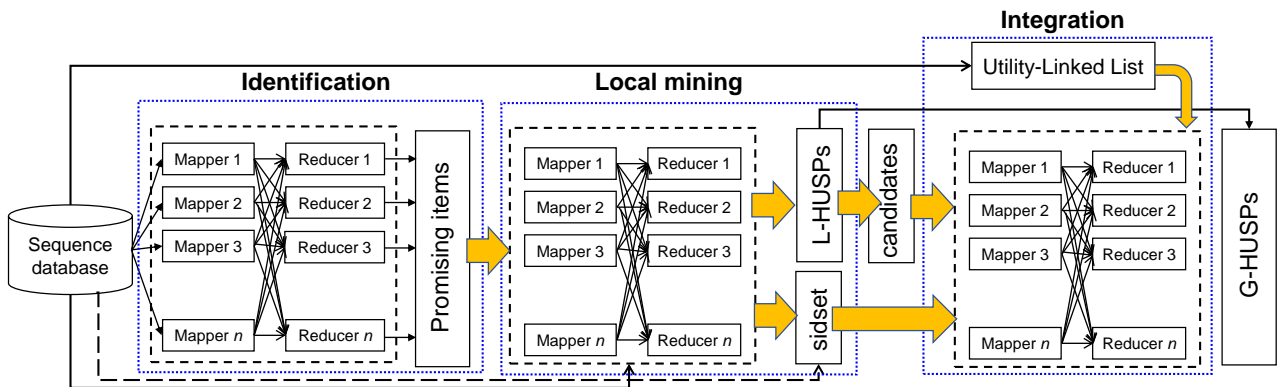 Integration
Utility-Linked List
Identification
Local mining
Sequence
database
Mapper 1
Mapper 2
Mapper 3
Mapper n
Reducer 1
Reducer 2
Reducer 3
Reducer n
Promising items
Mapper 1
Mapper 2
Mapper 3
Mapper n
Reducer 1
Reducer 2
Reducer 3
Reducer n
L-HUSPs
sidset
candidates
Mapper 1
Mapper 2
Mapper 3
Mapper n
Reducer 1
Reducer 2
Reducer 3
Reducer n
G-HUSPs